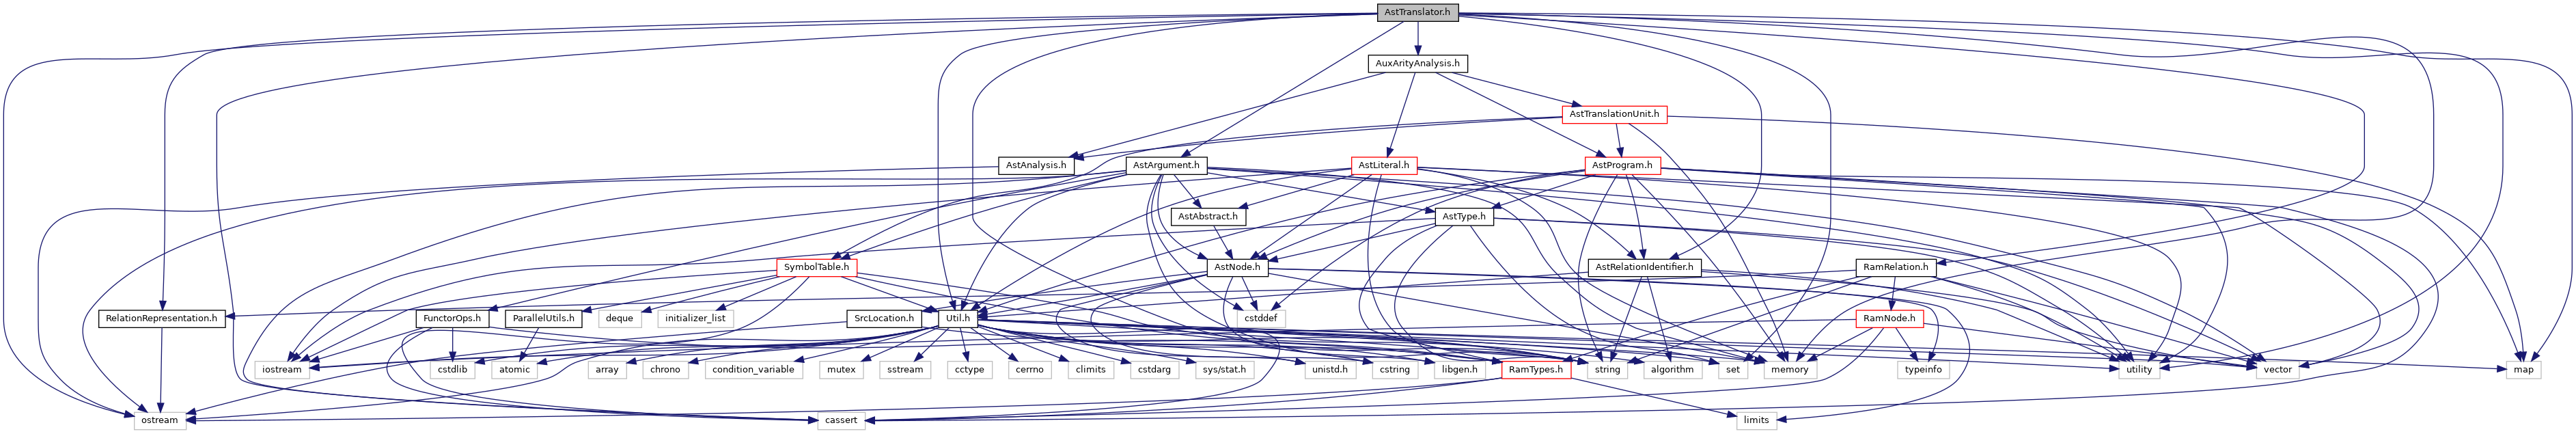 AstTranslator.h
AuxArityAnalysis.h
AstTranslationUnit.h
AstAnalysis.h
AstArgument.h
AstLiteral.h
AstProgram.h
AstAbstract.h
AstType.h
SymbolTable.h
AstNode.h
AstRelationIdentifier.h
RamRelation.h
RelationRepresentation.h
FunctorOps.h
ParallelUtils.h
deque
initializer_list
SrcLocation.h
Util.h
cstddef
RamNode.h
iostream
cstdlib
atomic
array
chrono
condition_variable
mutex
sstream
cctype
cerrno
climits
cstdarg
sys/stat.h
unistd.h
cstring
libgen.h
RamTypes.h
string
algorithm
set
memory
typeinfo
utility
vector
map
ostream
cassert
limits